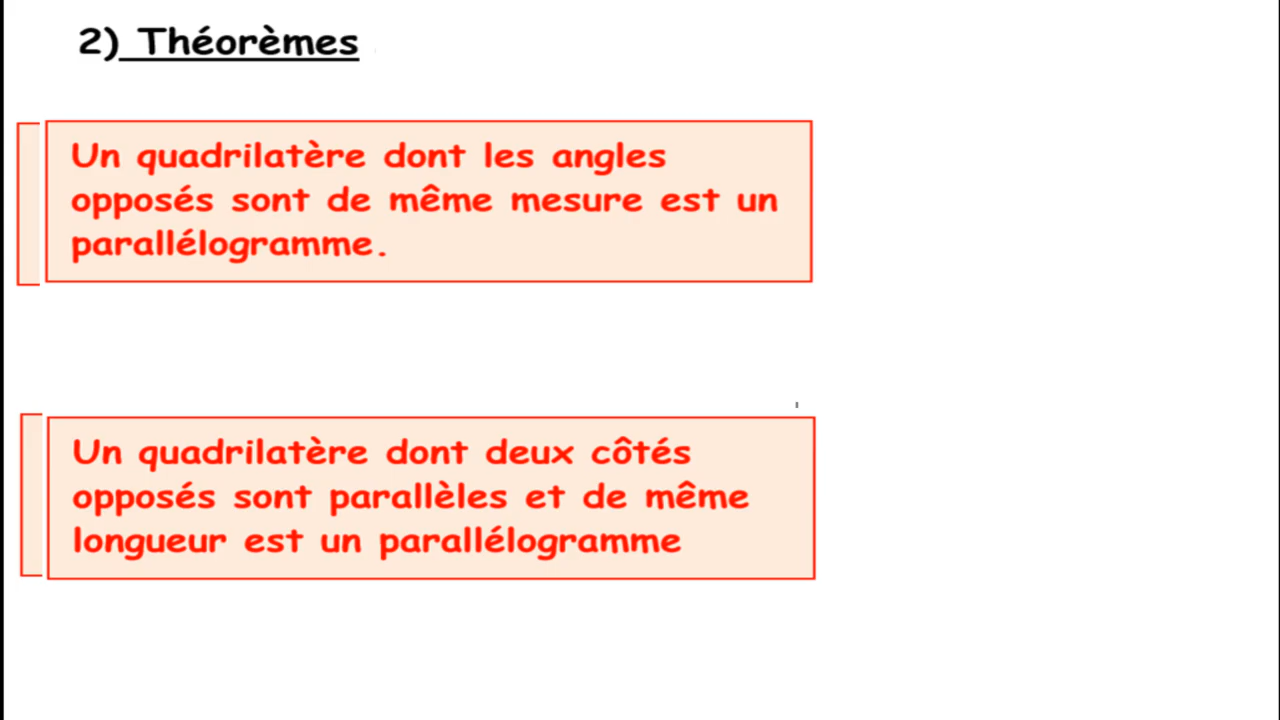 2) Théorèmes
Un quadrilatère dont les angles
opposés sont de même mesure est un
parallélogramme.
Un quadrilatère dont deux côtés
opposés sont parallèles et de même
longueur est un parallélogramme